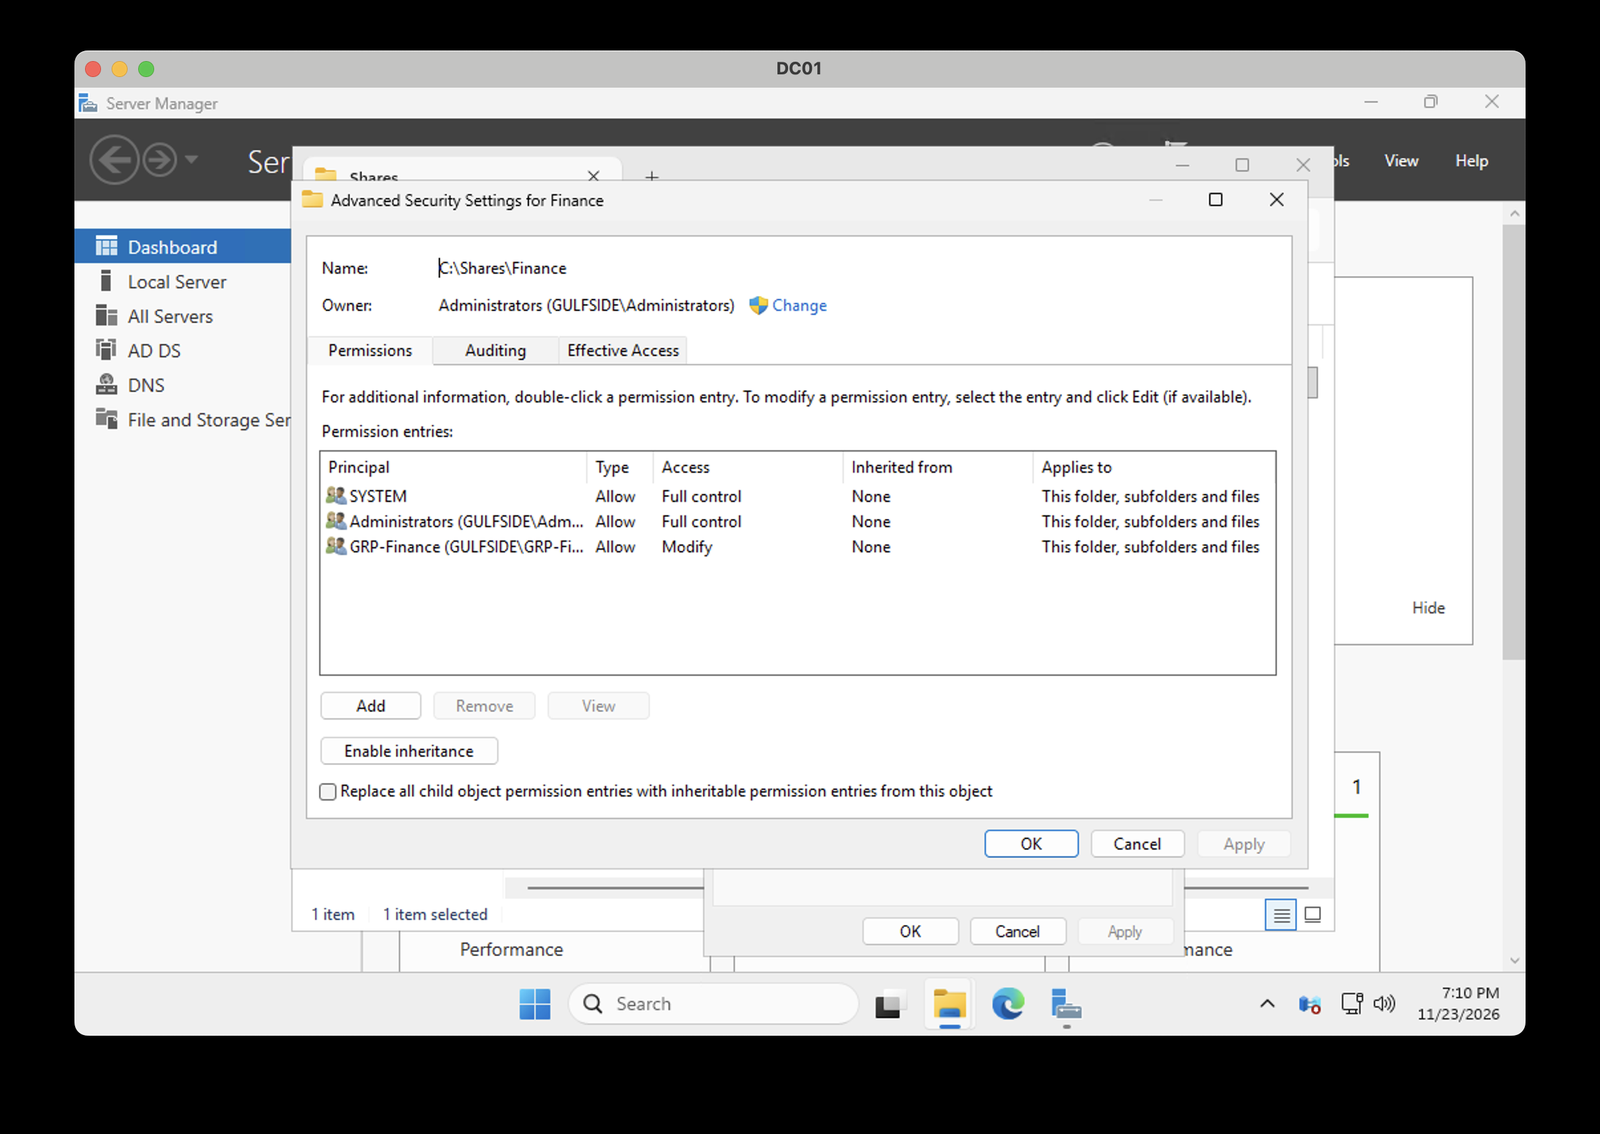 DC01
Server Manager
Ser
View
Help
Shares
Advanced Security Settings for Finance
Dashboard
Local Server
All Servers
AD DS
DNS
File and Storage Ser
Name: C:\Shares\Finance
Owner: Administrators (GULFSIDE\Administrators) Change
Permissions Auditing Effective Access
For additional information, double-click a permission entry. To modify a permission entry, select the entry and click Edit (if available).
Permission entries:
Principal Type Access Inherited from Applies to
SYSTEM Allow Full control None This folder, subfolders and files
Administrators (GULFSIDE\Adm... Allow Full control None This folder, subfolders and files
GRP-Finance (GULFSIDE\GRP-Fi... Allow Modify None This folder, subfolders and files
Hide
Add Remove View
Enable inheritance
Replace all child object permission entries with inheritable permission entries from this object
1
OK Cancel Apply
1 item 1 item selected
OK Cancel Apply
Performance
mance
Search
7:10 PM
11/23/2026